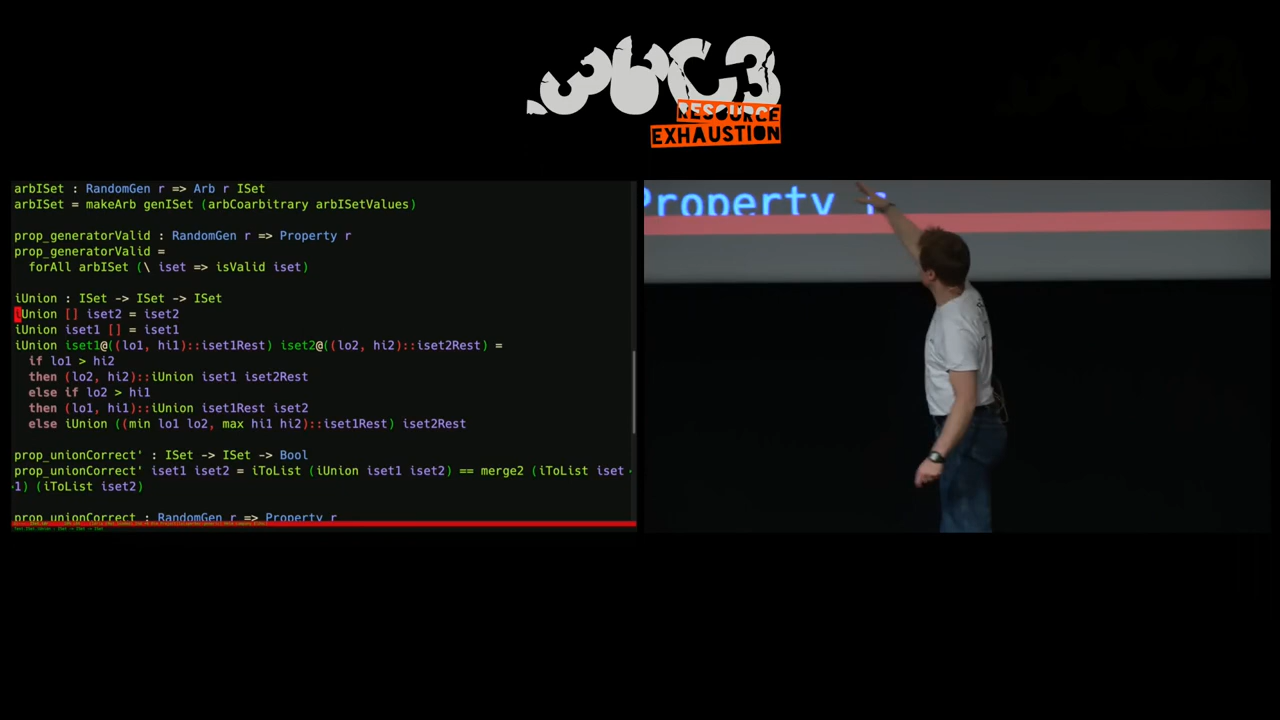 36C3
RESOURCE
EXHAUSTION
arbISet : RandomGen r => Arb r ISet
arbISet = makeArb genISet (arbCoarbitrary arbISetValues)
prop_generatorValid : RandomGen r => Property r
prop_generatorValid =
forAll arbISet (\ iset => isValid iset)
iUnion : ISet -> ISet -> ISet
iUnion [] iset2 = iset2
iUnion iset1 [] = iset1
iUnion iset1@((lo1, hi1)::iset1Rest) iset2@((lo2, hi2)::iset2Rest) =
if lo1 > hi2
then (lo2, hi2)::iUnion iset1 iset2Rest
else if lo2 > hi1
then (lo1, hi1)::iUnion iset1Rest iset2
else iUnion ((min lo1 lo2, max hi1 hi2)::iset1Rest) iset2Rest
prop_unionCorrect' : ISet -> ISet -> Bool
prop_unionCorrect' iset1 iset2 = iToList (iUnion iset1 iset2) == merge2 (iToList iset
1) (iToList iset2)
prop_unionCorrect : RandomGen r => Property r
Property r